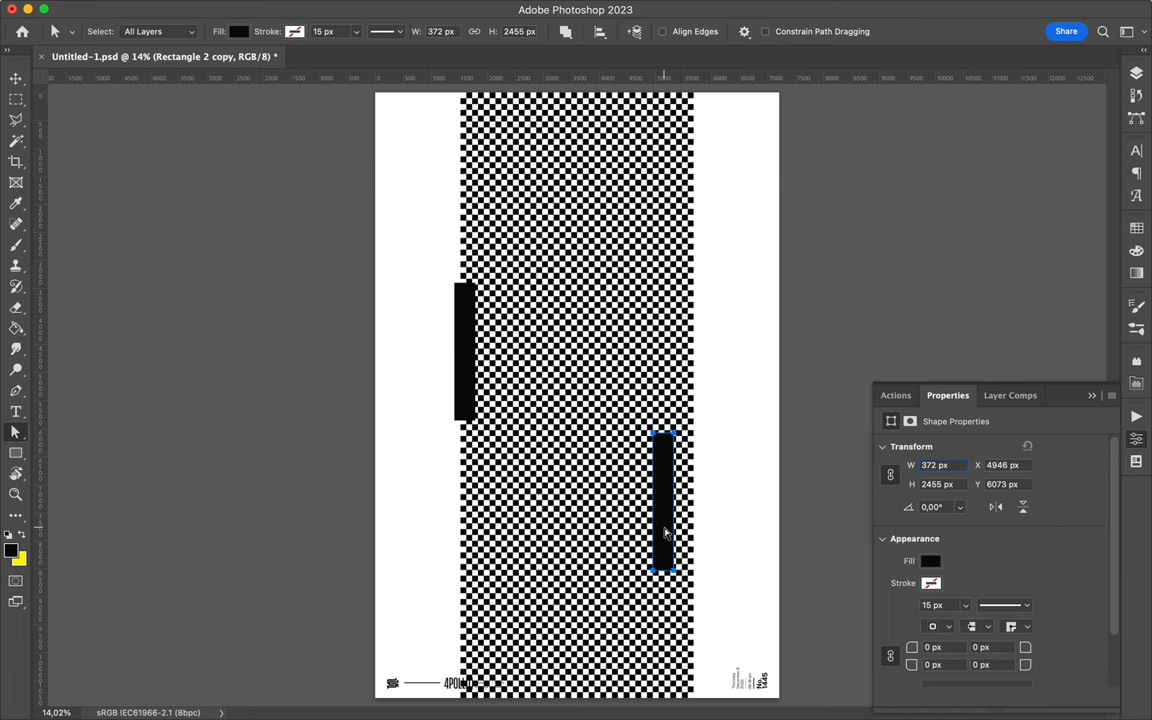 Adobe Photoshop 2023
Select: All Layers Fill: Stroke: 15 px W: 372 px H: 2455 px Align Edges Constrain Path Dragging Share
Untitled-1.psd @ 14% (Rectangle 2 copy, RGB/8) *
Actions Properties Layer Comps
Shape Properties
Transform
W 372 px X 4946 px
H 2455 px Y 6073 px
0,00°
Appearance
Fill
Stroke
15 px
0 px 0 px
0 px 0 px
No. 1445
14,02% sRGB IEC61966-2.1 (8bpc)